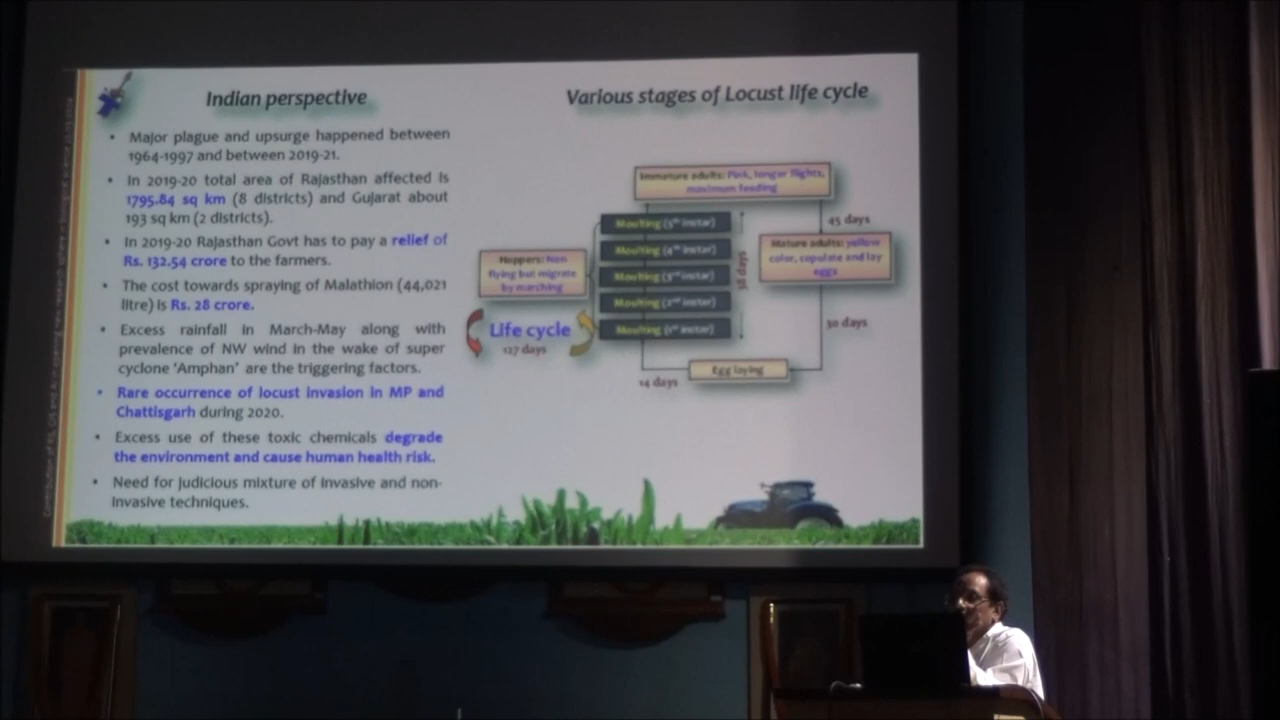 Indian perspective
• Major plague and upsurge happened between
1964-1997 and between 2019-21.
• In 2019-20 total area of Rajasthan affected is
1795.84 sq km (8 districts) and Gujarat about
193 sq km (2 districts).
• In 2019-20 Rajasthan Govt has to pay a relief of
Rs. 132.54 crore to the farmers.
• The cost towards spraying of Malathion (44,021
litre) is Rs. 28 crore.
• Excess rainfall in March-May along with
prevalence of NW wind in the wake of super
cyclone ‘Amphan’ are the triggering factors.
• Rare occurrence of locust invasion in MP and
Chattisgarh during 2020.
• Excess use of these toxic chemicals degrade
the environment and cause human health risk.
• Need for judicious mixture of invasive and non-
invasive techniques.
Various stages of Locust life cycle
Immature adults: Pink, longer flights,
maximum feeding
45 days
Mature adults: yellow
color, copulate and lay
eggs
30 days
Moulting (5th instar)
Moulting (4th instar)
Moulting (3rd instar)
Moulting (2nd instar)
Moulting (1st instar)
38 days
Hoppers: Non
flying but migrate
by marching
Life cycle
127 days
Egg laying
14 days